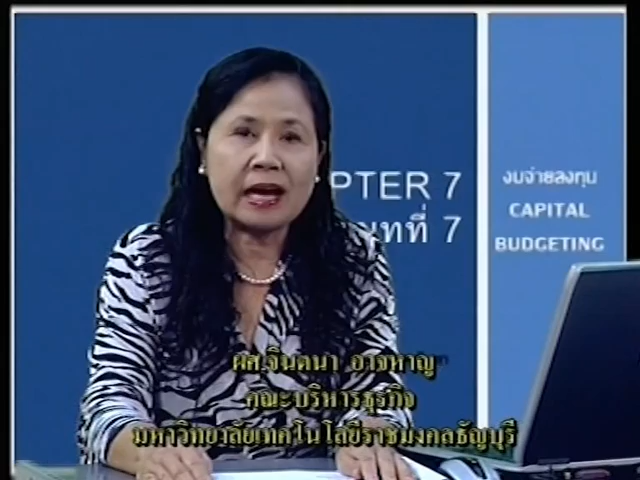 PTER 7
บทที่ 7
งบจ่ายลงทุน
CAPITAL
BUDGETING
ผศ.จินตนา อาจหาญ
คณะบริหารธุรกิจ
มหาวิทยาลัยเทคโนโลยีราชมงคลธัญบุรี